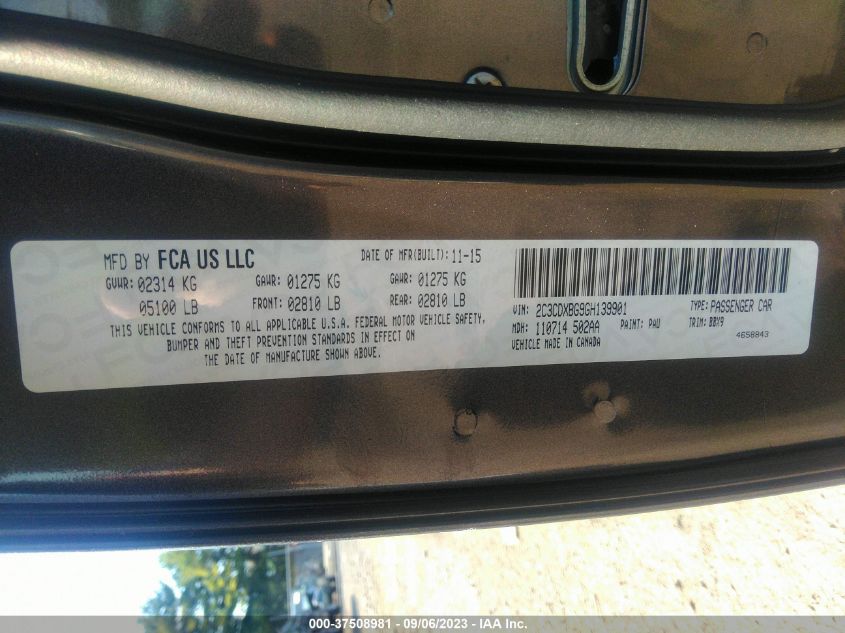 MFD BY FCA US LLC DATE OF MFR(BUILT): 11-15
GVWR: 02314 KG GAWR: 01275 KG GAWR: 01275 KG
05100 LB FRONT: 02810 LB REAR: 02810 LB
THIS VEHICLE CONFORMS TO ALL APPLICABLE U.S.A. FEDERAL MOTOR VEHICLE SAFETY,
BUMPER AND THEFT PREVENTION STANDARDS IN EFFECT ON
THE DATE OF MANUFACTURE SHOWN ABOVE.
VIN: 2C3CDXBG9GH139901 TYPE: PASSENGER CAR
MDH: 110714 502AA PAINT: PAU TRIM: BBX9
VEHICLE MADE IN CANADA 4658843
000-37508981 - 09/06/2023 - IAA Inc.